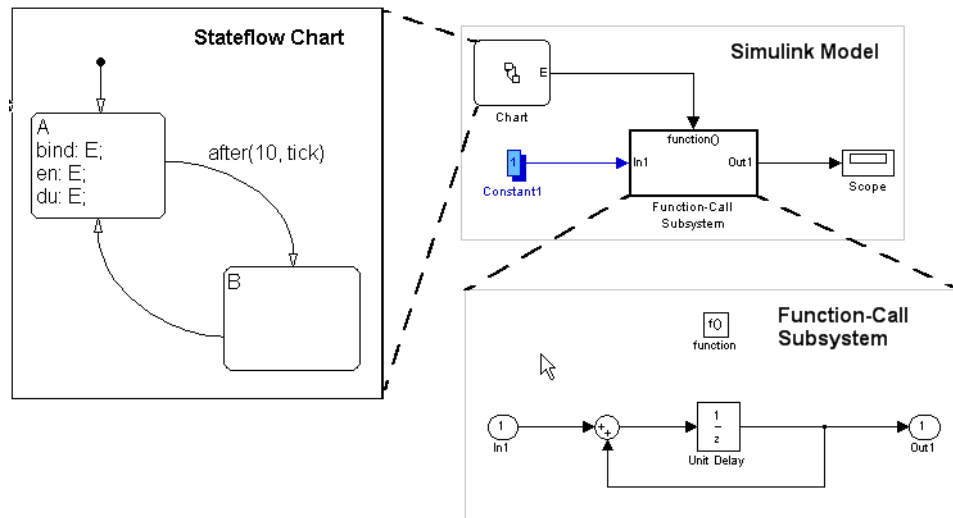 Stateflow Chart
A
bind: E;
en: E;
du: E;
after(10, tick)
B
Simulink Model
E
Chart
function()
1
In1
Out1
Constant1
Scope
Function-Call
Subsystem
f()
function
Function-Call
Subsystem
1
In1
+
+
1
z
Unit Delay
1
Out1